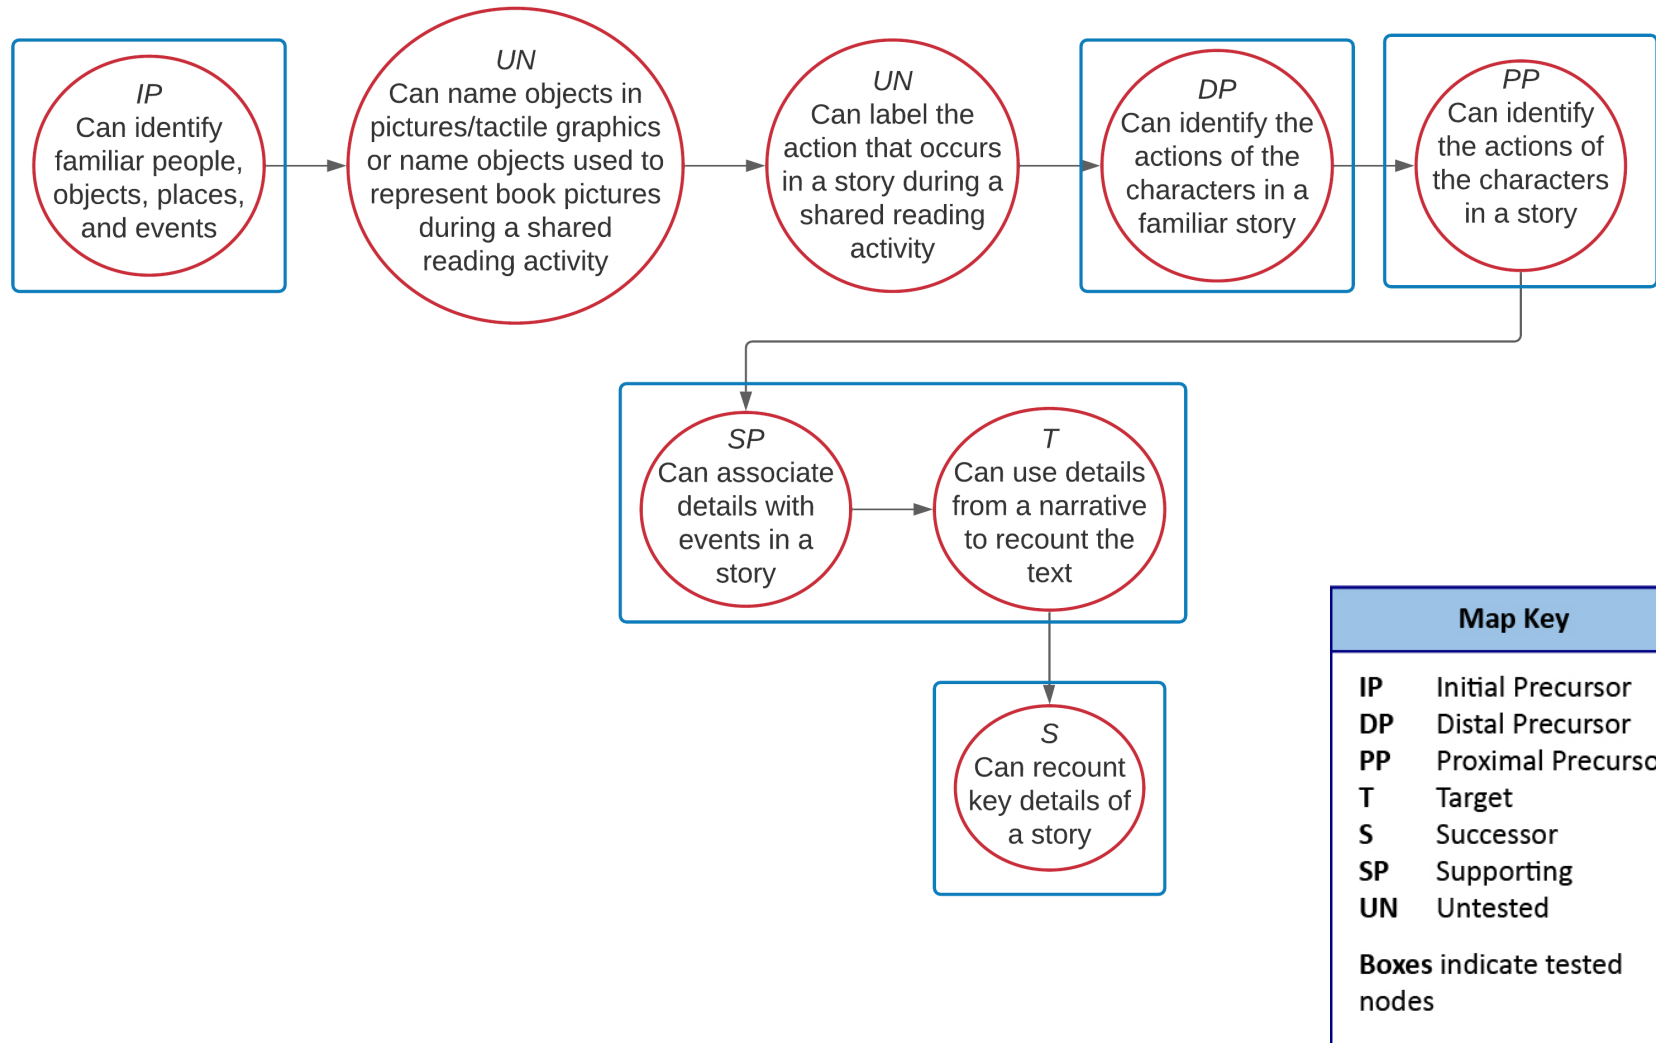 IP
Can identify
familiar people,
objects, places,
and events
UN
Can name objects in
pictures/tactile graphics
or name objects used to
represent book pictures
during a shared
reading activity
UN
Can label the
action that occurs
in a story during a
shared reading
activity
DP
Can identify the
actions of the
characters in a
familiar story
PP
Can identify
the actions of
the characters
in a story
SP
Can associate
details with
events in a
story
T
Can use details
from a narrative
to recount the
text
S
Can recount
key details of
a story
Map Key
IP Initial Precursor
DP Distal Precursor
PP Proximal Precurso
T Target
S Successor
SP Supporting
UN Untested
Boxes indicate tested
nodes